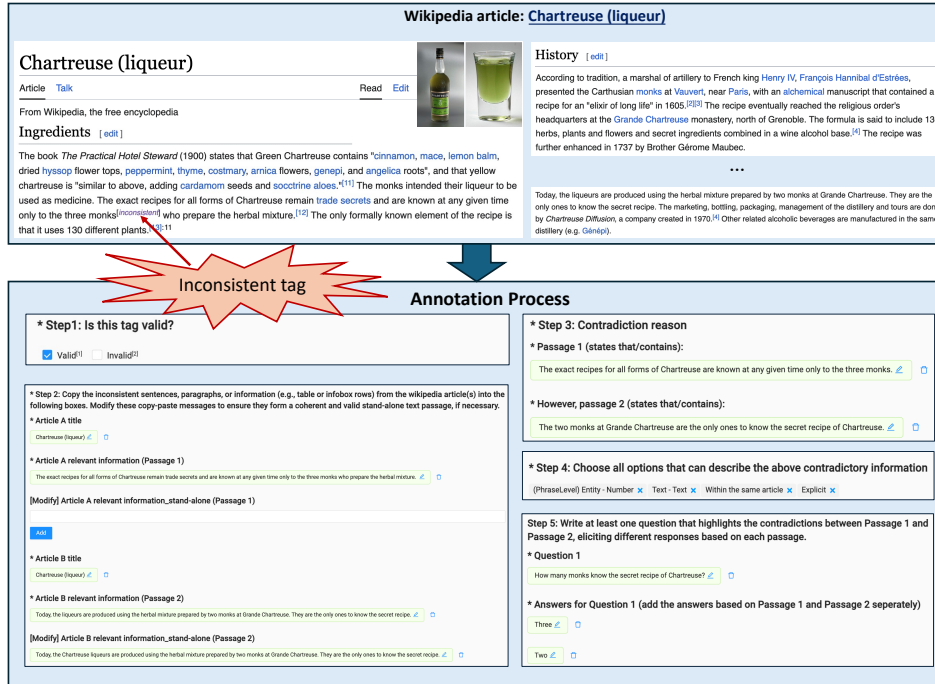 Wikipedia article: Chartreuse (liqueur)
Chartreuse (liqueur)
Article Talk Read Edit
From Wikipedia, the free encyclopedia
Ingredients [ edit ]
The book The Practical Hotel Steward (1900) states that Green Chartreuse contains "cinnamon, mace, lemon balm,
dried hyssop flower tops, peppermint, thyme, costmary, arnica flowers, genepi, and angelica roots", and that yellow
chartreuse is "similar to above, adding cardamom seeds and socctrine aloes."[11] The monks intended their liqueur to be
used as medicine. The exact recipes for all forms of Chartreuse remain trade secrets and are known at any given time
only to the three monks[inconsistent] who prepare the herbal mixture.[12] The only formally known element of the recipe is
that it uses 130 different plants.[13]:11
History [ edit ]
According to tradition, a marshal of artillery to French king Henry IV, François Hannibal d'Estrées,
presented the Carthusian monks at Vauvert, near Paris, with an alchemical manuscript that contained a
recipe for an "elixir of long life" in 1605.[2][3] The recipe eventually reached the religious order's
headquarters at the Grande Chartreuse monastery, north of Grenoble. The formula is said to include 13
herbs, plants and flowers and secret ingredients combined in a wine alcohol base.[4] The recipe was
further enhanced in 1737 by Brother Gérome Maubec.
...
Today, the liqueurs are produced using the herbal mixture prepared by two monks at Grande Chartreuse. They are the
only ones to know the secret recipe. The marketing, bottling, packaging, management of the distillery and tours are don
by Chartreuse Diffusion, a company created in 1970.[4] Other related alcoholic beverages are manufactured in the same
distillery (e.g. Génépi).
Inconsistent tag
Annotation Process
* Step1: Is this tag valid?
Valid[1] Invalid[2]
* Step 2: Copy the inconsistent sentences, paragraphs, or information (e.g., table or infobox rows) from the wikipedia article(s) into the
following boxes. Modify these copy-paste messages to ensure they form a coherent and valid stand-alone text passage, if necessary.
* Article A title
Chartreuse (liqueur)
* Article A relevant information (Passage 1)
The exact recipes for all forms of Chartreuse remain trade secrets and are known at any given time only to the three monks who prepare the herbal mixture.
[Modify] Article A relevant information_stand-alone (Passage 1)
Add
* Article B title
Chartreuse (liqueur)
* Article B relevant information (Passage 2)
Today, the liqueurs are produced using the herbal mixture prepared by two monks at Grande Chartreuse. They are the only ones to know the secret recipe.
[Modify] Article B relevant information_stand-alone (Passage 2)
Today, the Chartreuse liqueurs are produced using the herbal mixture prepared by two monks at Grande Chartreuse. They are the only ones to know the secret recipe.
* Step 3: Contradiction reason
* Passage 1 (states that/contains):
The exact recipes for all forms of Chartreuse are known at any given time only to the three monks.
* However, passage 2 (states that/contains):
The two monks at Grande Chartreuse are the only ones to know the secret recipe of Chartreuse.
* Step 4: Choose all options that can describe the above contradictory information
(PhraseLevel) Entity - Number × Text - Text × Within the same article × Explicit ×
Step 5: Write at least one question that highlights the contradictions between Passage 1 and
Passage 2, eliciting different responses based on each passage.
* Question 1
How many monks know the secret recipe of Chartreuse?
* Answers for Question 1 (add the answers based on Passage 1 and Passage 2 seperately)
Three
Two